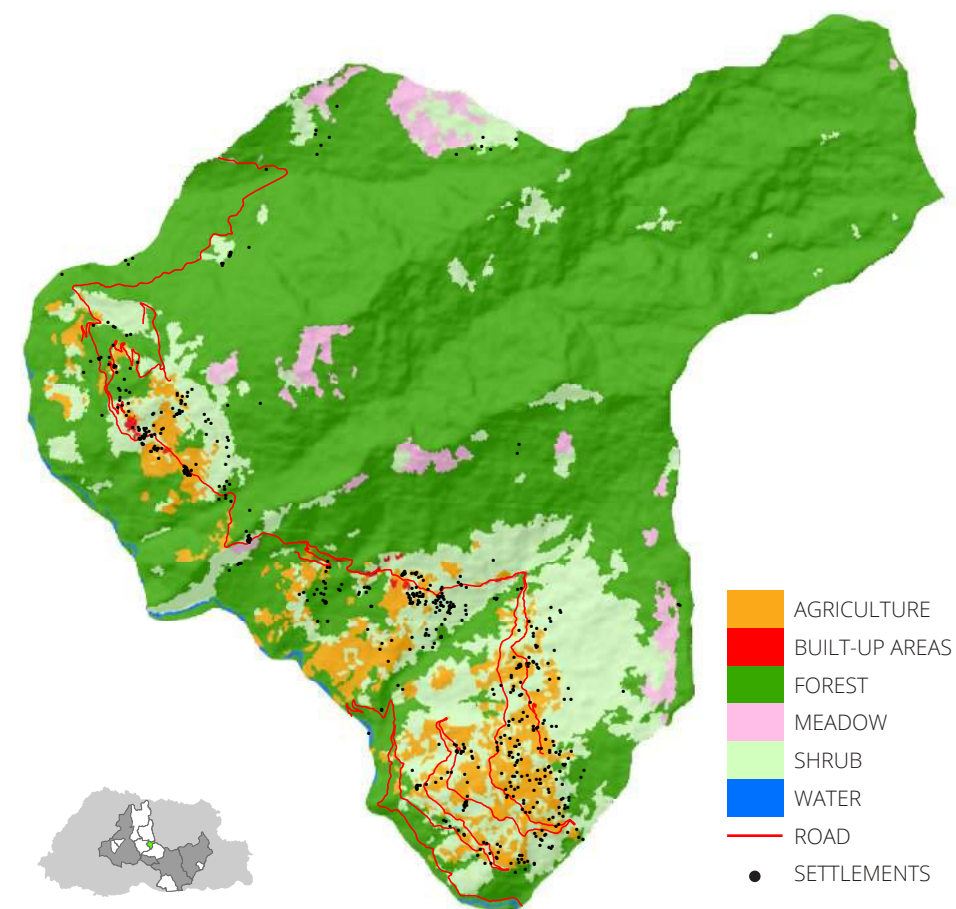 AGRICULTURE
BUILT-UP AREAS
FOREST
MEADOW
SHRUB
WATER
ROAD
SETTLEMENTS